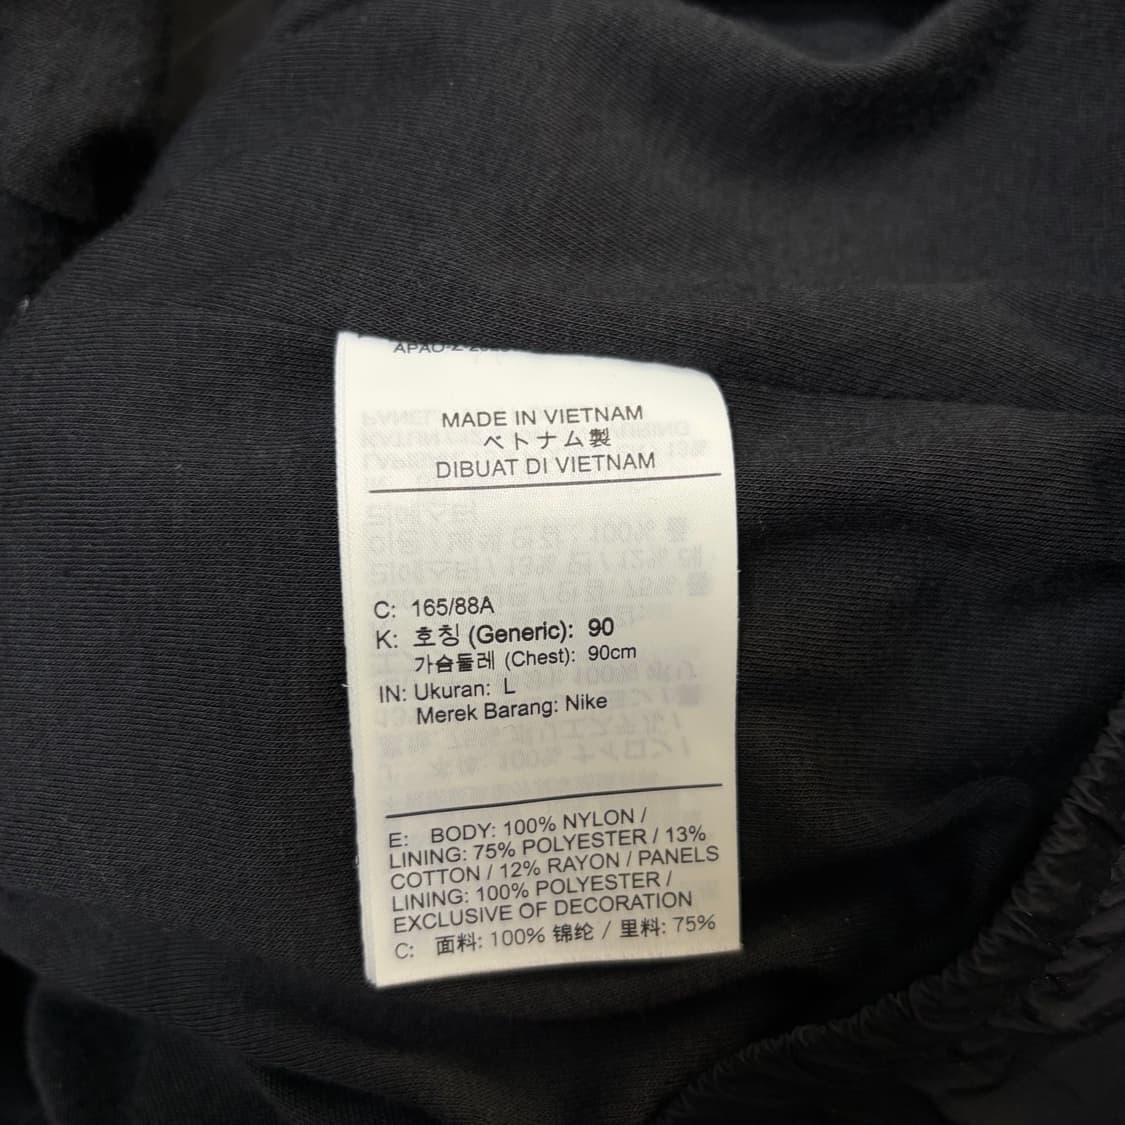 MADE IN VIETNAM
ベトナム製
DIBUAT DI VIETNAM
C: 165/88A
K: 호칭 (Generic): 90
가슴둘레 (Chest): 90cm
IN: Ukuran: L
Merek Barang: Nike
E: BODY: 100% NYLON /
LINING: 75% POLYESTER / 13%
COTTON / 12% RAYON / PANELS
LINING: 100% POLYESTER /
EXCLUSIVE OF DECORATION
C: 面料: 100% 锦纶 / 里料: 75%